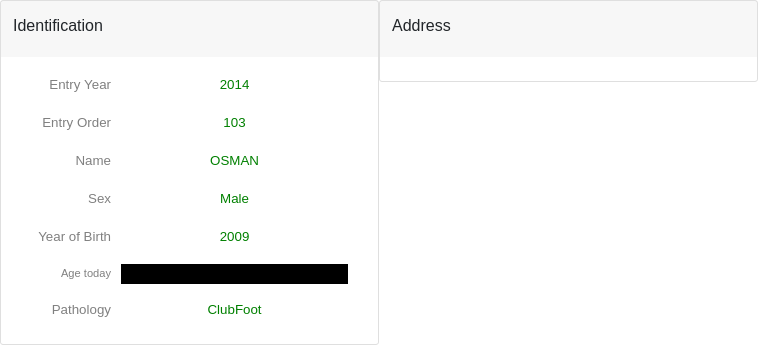 Identification
Entry Year 2014
Entry Order 103
Name OSMAN
Sex Male
Year of Birth 2009
Age today
Pathology ClubFoot
Address